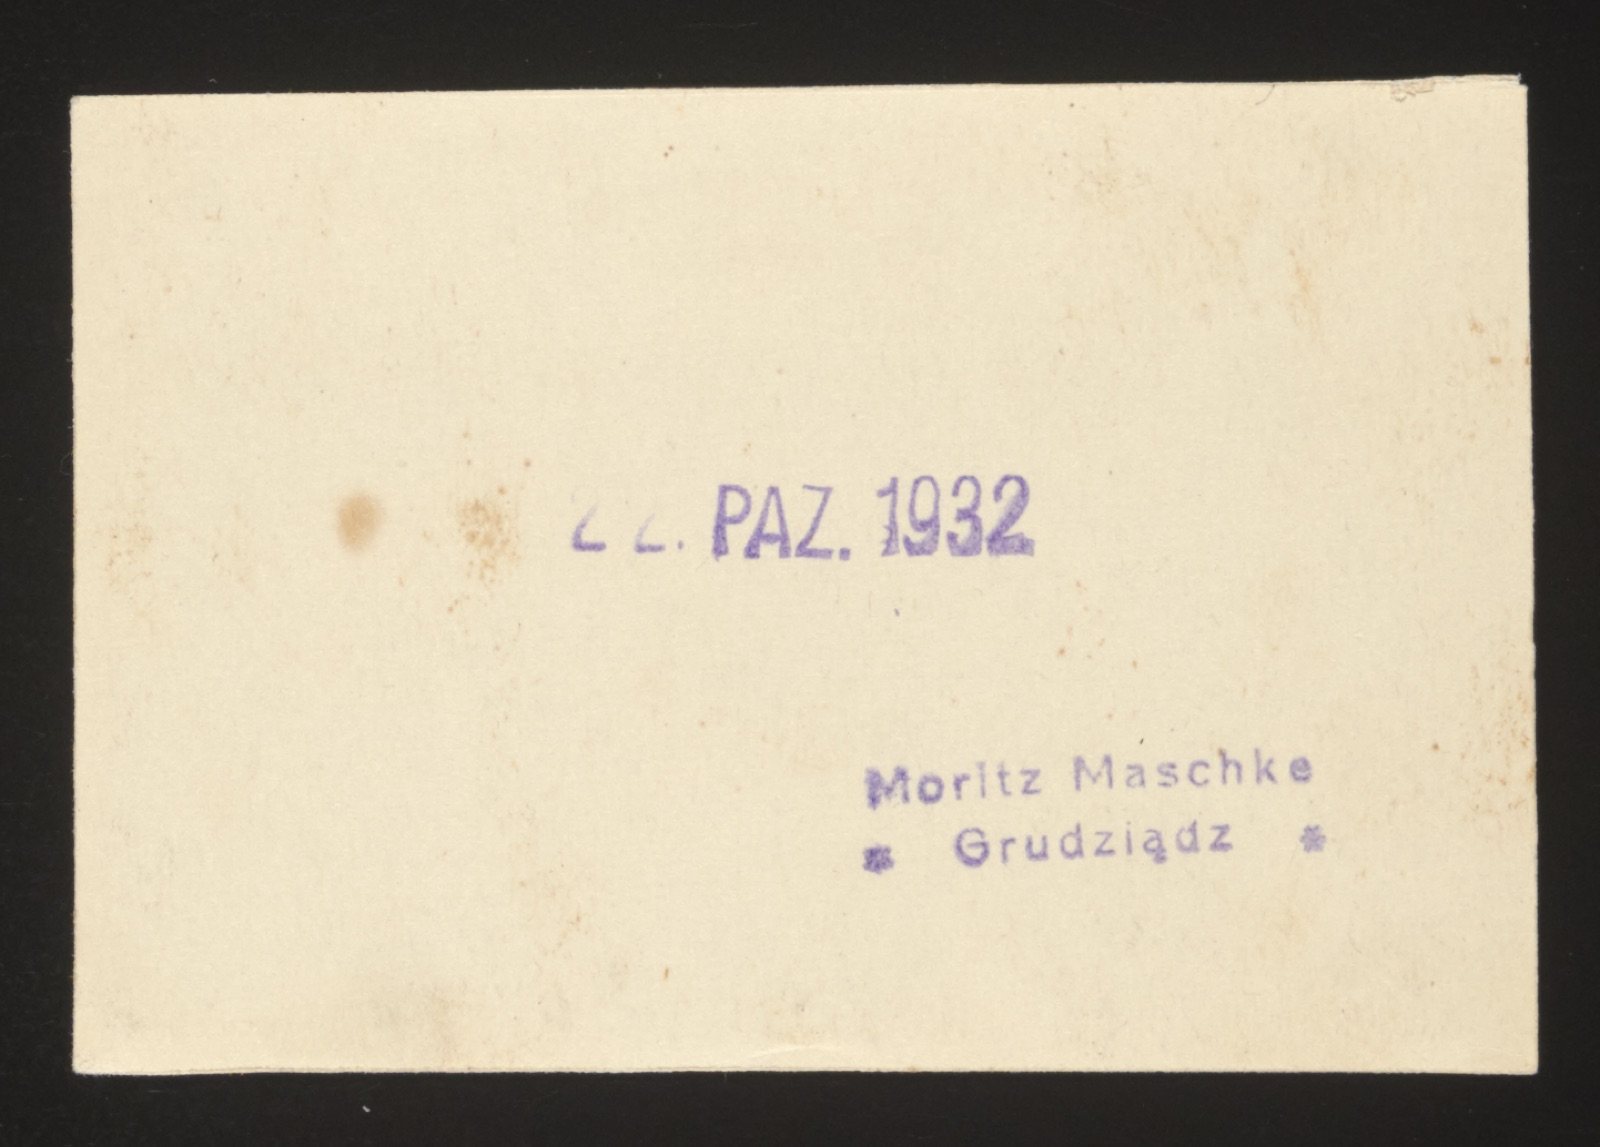 22. PAZ. 1932
Moritz Maschke
* Grudziądz *